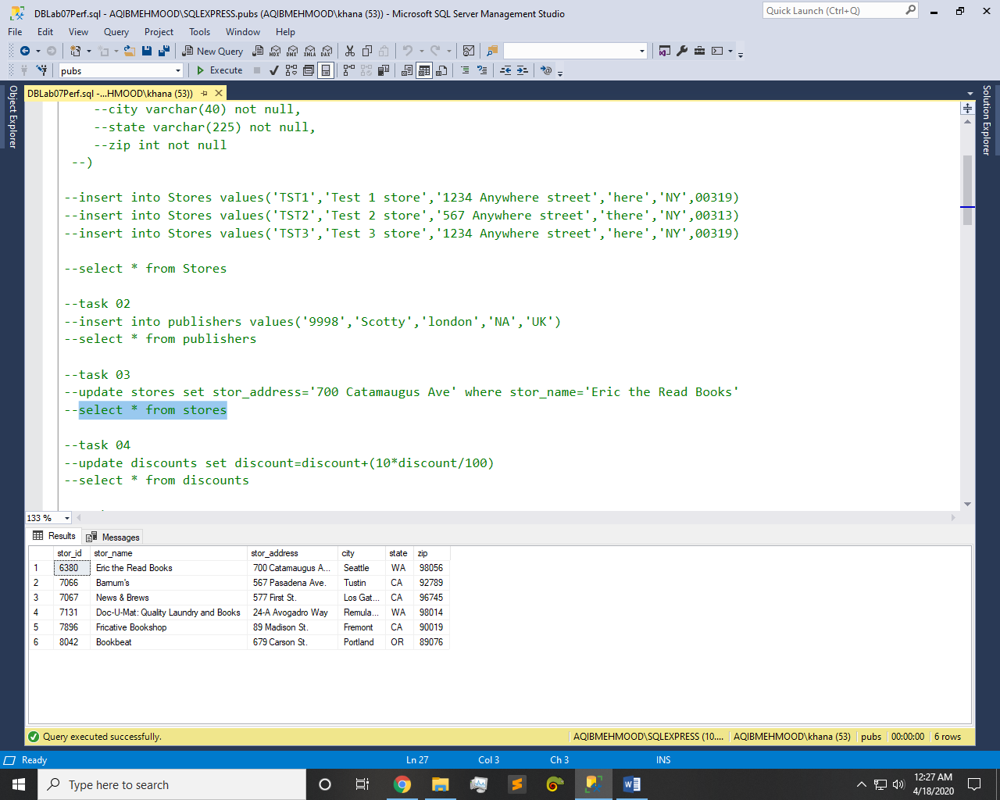 DBLab07Perf.sql - AQIBMEHMOOD\SQLEXPRESS.pubs (AQIBMEHMOOD\khana (53)) - Microsoft SQL Server Management Studio
Quick Launch (Ctrl+Q)
File Edit View Query Project Tools Window Help
New Query
MDX DMX XMLA DAX
pubs
Execute
DBLab07Perf.sql -...HMOOD\khana (53))
Object Explorer
Solution Explorer
--city varchar(40) not null,
--state varchar(225) not null,
--zip int not null
--)
--insert into Stores values('TST1','Test 1 store','1234 Anywhere street','here','NY',00319)
--insert into Stores values('TST2','Test 2 store','567 Anywhere street','there','NY',00313)
--insert into Stores values('TST3','Test 3 store','1234 Anywhere street','here','NY',00319)
--select * from Stores
--task 02
--insert into publishers values('9998','Scotty','london','NA','UK')
--select * from publishers
--task 03
--update stores set stor_address='700 Catamaugus Ave' where stor_name='Eric the Read Books'
--select * from stores
--task 04
--update discounts set discount=discount+(10*discount/100)
--select * from discounts
133 %
Results Messages
stor_id stor_name stor_address city state zip
1 6380 Eric the Read Books 700 Catamaugus A... Seattle WA 98056
2 7066 Barnum's 567 Pasadena Ave. Tustin CA 92789
3 7067 News & Brews 577 First St. Los Gat... CA 96745
4 7131 Doc-U-Mat: Quality Laundry and Books 24-A Avogadro Way Remula... WA 98014
5 7896 Fricative Bookshop 89 Madison St. Fremont CA 90019
6 8042 Bookbeat 679 Carson St. Portland OR 89076
Query executed successfully.
AQIBMEHMOOD\SQLEXPRESS (10.... AQIBMEHMOOD\khana (53) pubs 00:00:00 6 rows
Ready Ln 27 Col 3 Ch 3 INS
Type here to search
12:27 AM
4/18/2020